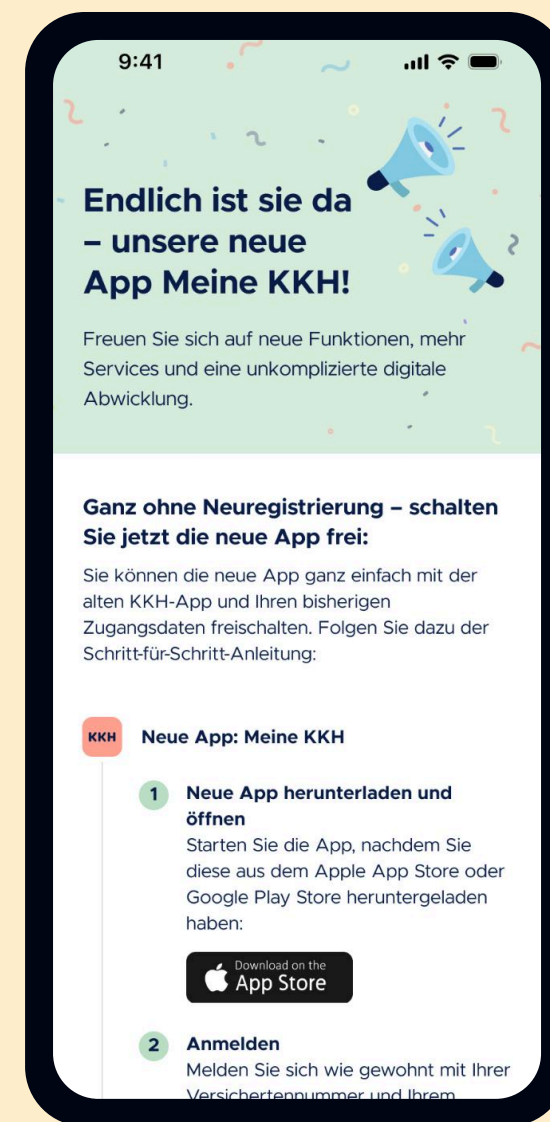 9:41
Endlich ist sie da
– unsere neue
App Meine KKH!
Freuen Sie sich auf neue Funktionen, mehr
Services und eine unkomplizierte digitale
Abwicklung.
Ganz ohne Neuregistrierung – schalten
Sie jetzt die neue App frei:
Sie können die neue App ganz einfach mit der
alten KKH-App und Ihren bisherigen
Zugangsdaten freischalten. Folgen Sie dazu der
Schritt-für-Schritt-Anleitung:
KKH Neue App: Meine KKH
1 Neue App herunterladen und
öffnen
Starten Sie die App, nachdem Sie
diese aus dem Apple App Store oder
Google Play Store heruntergeladen
haben:
Download on the
App Store
2 Anmelden
Melden Sie sich wie gewohnt mit Ihrer
Versichertennummer und Ihrem